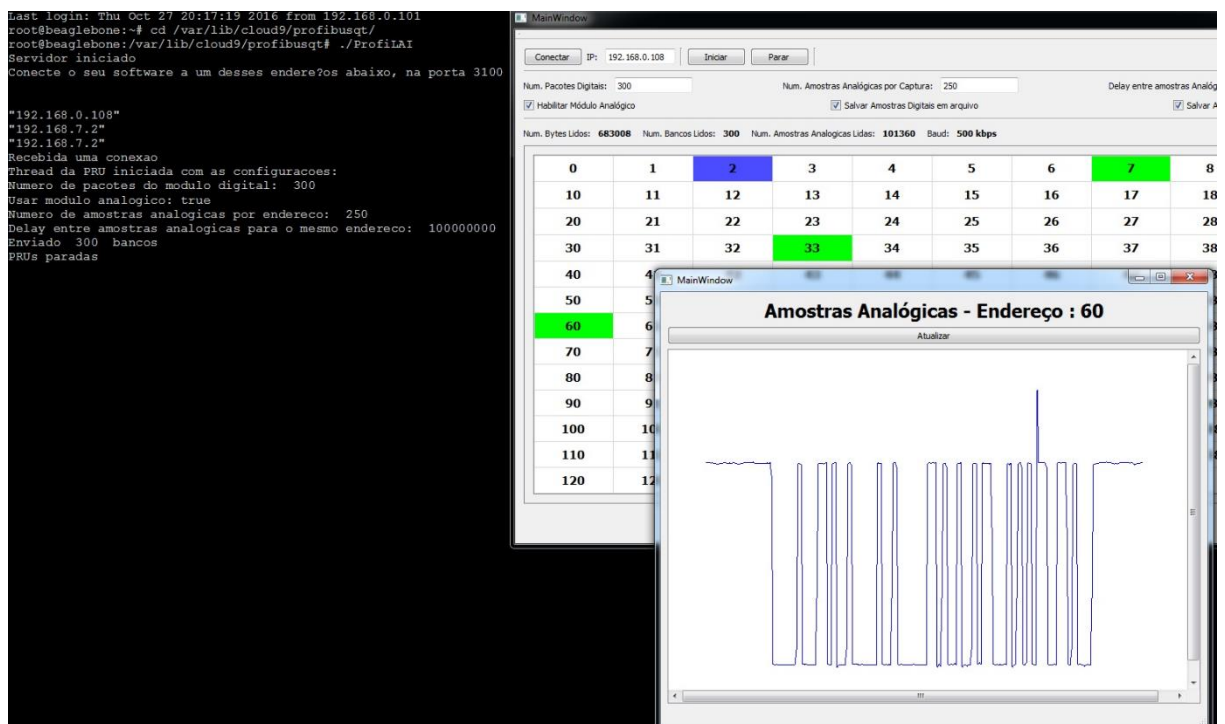 Last login: Thu Oct 27 20:17:19 2016 from 192.168.0.101
root@beaglebone:~# cd /var/lib/cloud9/profibusqt/
root@beaglebone:/var/lib/cloud9/profibusqt# ./ProfiLAI
Servidor iniciado
Conecte o seu software a um desses endere?os abaixo, na porta 3100
"192.168.0.108"
"192.168.7.2"
"192.168.7.2"
Recebida uma conexao
Thread da PRU iniciada com as configuracoes:
Numero de pacotes do modulo digital: 300
Usar modulo analogico: true
Numero de amostras analogicas por endereco: 250
Delay entre amostras analogicas para o mesmo endereco: 100000000
Enviado 300 bancos
PRUs paradas
MainWindow
Conectar IP: 192.168.0.108 Iniciar Parar
Num. Pacotes Digitais: 300 Num. Amostras Analógicas por Captura: 250 Delay entre amostras Analóg
Habilitar Módulo Analógico Salvar Amostras Digitais em arquivo Salvar A
Num. Bytes Lidos: 683008 Num. Bancos Lidos: 300 Num. Amostras Analogicas Lidas: 101360 Baud: 500 kbps
0 1 2 3 4 5 6 7 8
10 11 12 13 14 15 16 17 18
20 21 22 23 24 25 26 27 28
30 31 32 33 34 35 36 37 38
40
50
60
70
80
90
100
110
120
MainWindow
Amostras Analógicas - Endereço : 60
Atualizar